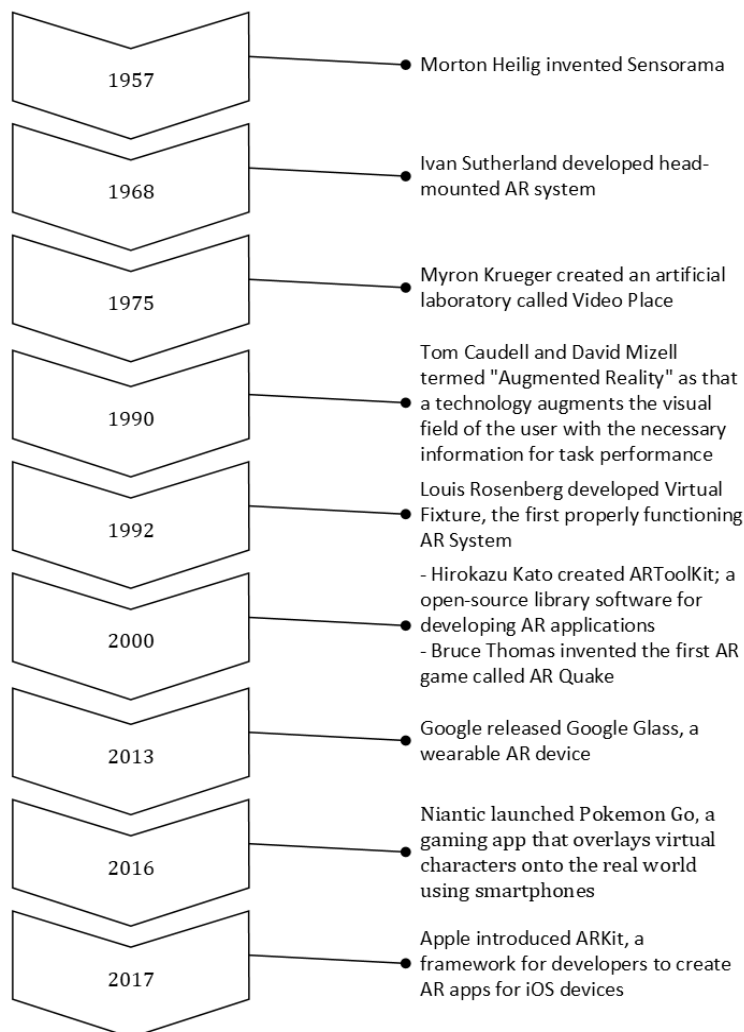 1957
Morton Heilig invented Sensorama
1968
Ivan Sutherland developed head-
mounted AR system
1975
Myron Krueger created an artificial
laboratory called Video Place
1990
Tom Caudell and David Mizell
termed "Augmented Reality" as that
a technology augments the visual
field of the user with the necessary
information for task performance
1992
Louis Rosenberg developed Virtual
Fixture, the first properly functioning
AR System
2000
- Hirokazu Kato created ARToolKit; a
open-source library software for
developing AR applications
- Bruce Thomas invented the first AR
game called AR Quake
2013
Google released Google Glass, a
wearable AR device
2016
Niantic launched Pokemon Go, a
gaming app that overlays virtual
characters onto the real world
using smartphones
2017
Apple introduced ARKit, a
framework for developers to create
AR apps for iOS devices